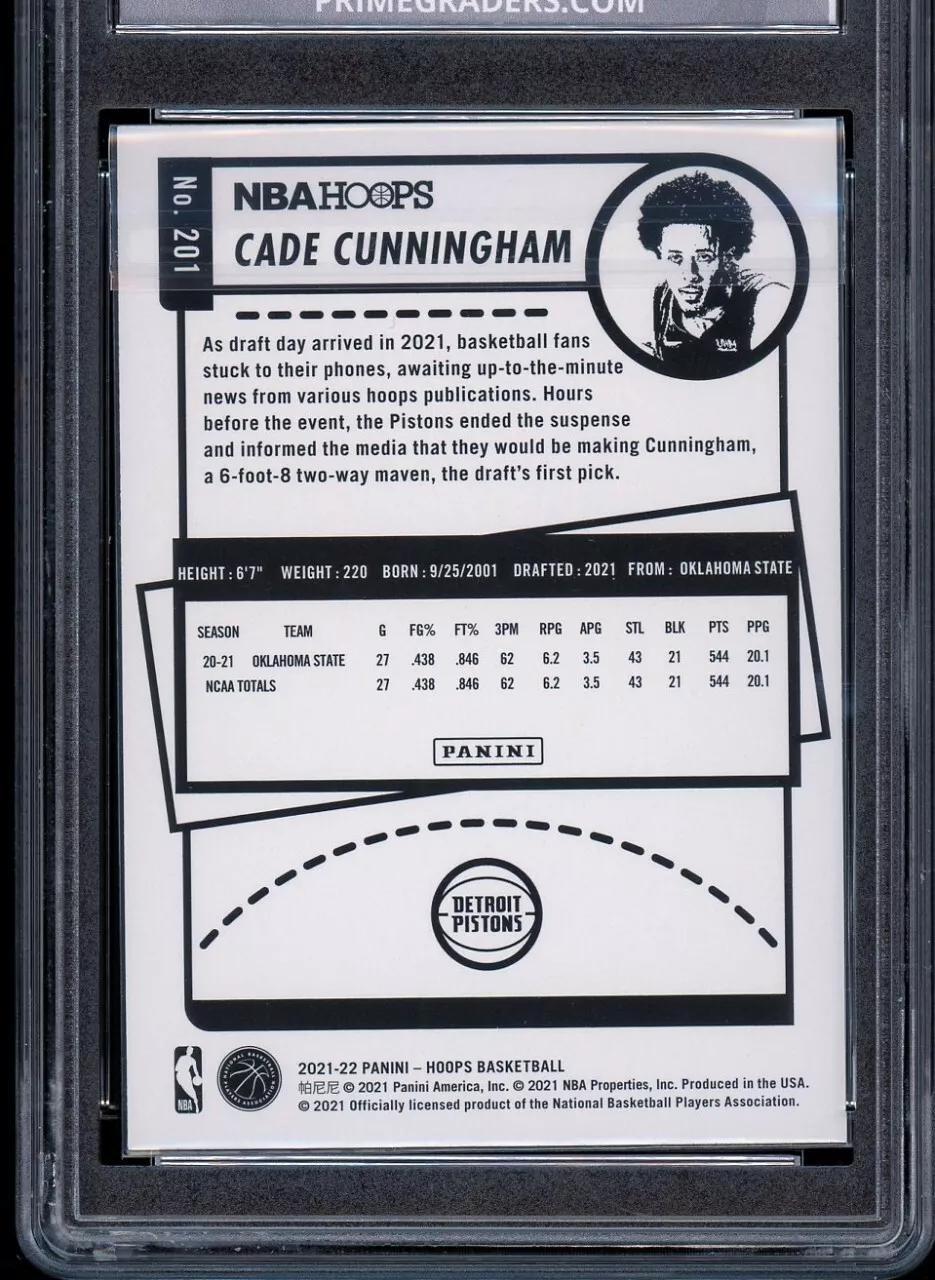 PRIMEGRADERS.COM
No. 201
NBA HOOPS
CADE CUNNINGHAM
As draft day arrived in 2021, basketball fans
stuck to their phones, awaiting up-to-the-minute
news from various hoops publications. Hours
before the event, the Pistons ended the suspense
and informed the media that they would be making Cunningham,
a 6-foot-8 two-way maven, the draft's first pick.
HEIGHT: 6'7" WEIGHT: 220 BORN: 9/25/2001 DRAFTED: 2021 FROM: OKLAHOMA STATE
SEASON TEAM G FG% FT% 3PM RPG APG STL BLK PTS PPG
20-21 OKLAHOMA STATE 27 .438 .846 62 6.2 3.5 43 21 544 20.1
NCAA TOTALS 27 .438 .846 62 6.2 3.5 43 21 544 20.1
PANINI
DETROIT
PISTONS
NBA
2021-22 PANINI – HOOPS BASKETBALL
帕尼尼 © 2021 Panini America, Inc. © 2021 NBA Properties, Inc. Produced in the USA.
© 2021 Officially licensed product of the National Basketball Players Association.